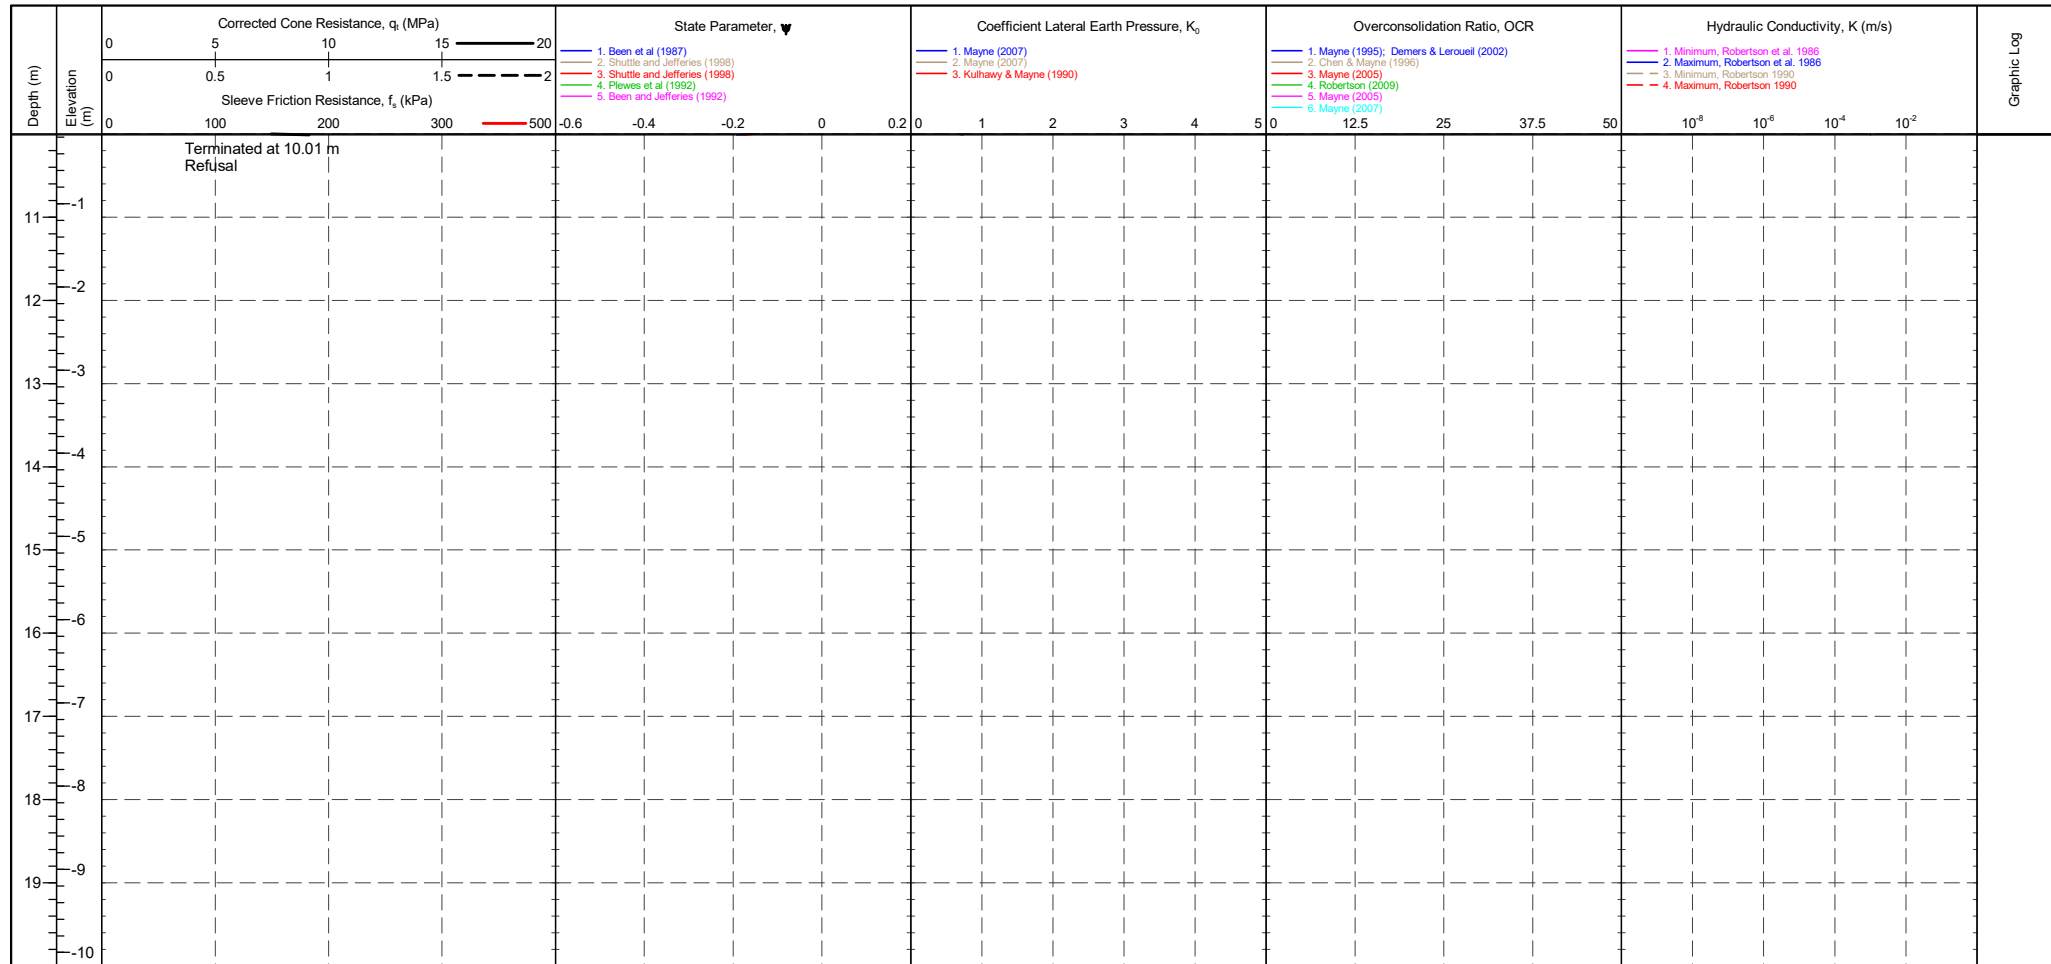 Depth (m)
Elevation (m)
Corrected Cone Resistance, qt (MPa)
0 5 10 15 20
0 0.5 1 1.5 2
Sleeve Friction Resistance, fs (kPa)
0 100 200 300 500
State Parameter, ψ
1. Been et al (1987)
2. Shuttle and Jefferies (1998)
3. Shuttle and Jefferies (1998)
4. Plewes et al (1992)
5. Been and Jefferies (1992)
-0.6 -0.4 -0.2 0 0.2
Coefficient Lateral Earth Pressure, K0
1. Mayne (2007)
2. Mayne (2007)
3. Kulhawy & Mayne (1990)
0 1 2 3 4 5
Overconsolidation Ratio, OCR
1. Mayne (1995); Demers & Leroueil (2002)
2. Chen & Mayne (1996)
3. Mayne (2005)
4. Robertson (2009)
5. Mayne (2005)
6. Mayne (2007)
0 12.5 25 37.5 50
Hydraulic Conductivity, K (m/s)
1. Minimum, Robertson et al. 1986
2. Maximum, Robertson et al. 1986
3. Minimum, Robertson 1990
4. Maximum, Robertson 1990
10-8 10-6 10-4 10-2
Graphic Log
Terminated at 10.01 m
Refusal
-1
11
-2
12
-3
13
-4
14
-5
15
-6
16
-7
17
-8
18
-9
19
-10